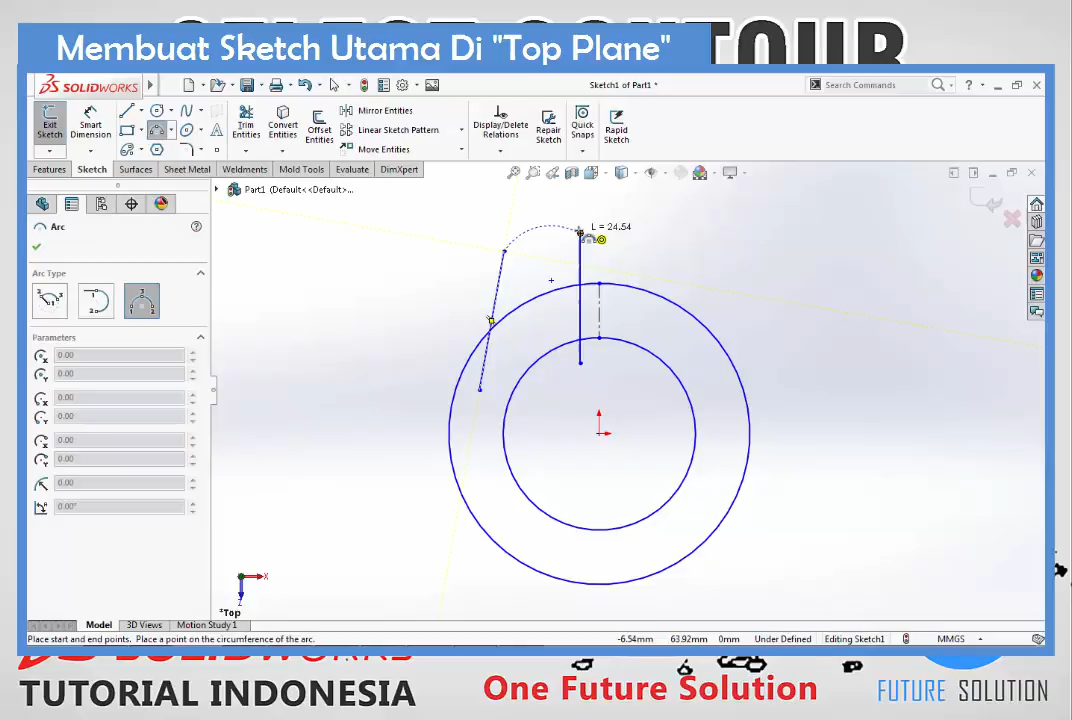 Membuat Sketch Utama Di "Top Plane"
SOLIDWORKS
Sketch1 of Part1 *
Search Commands
?
Exit Sketch
Smart Dimension
Trim Entities
Convert Entities
Offset Entities
Mirror Entities
Linear Sketch Pattern
Move Entities
Display/Delete Relations
Repair Sketch
Quick Snaps
Rapid Sketch
Features
Sketch
Surfaces
Sheet Metal
Weldments
Mold Tools
Evaluate
DimXpert
Part1 (Default<<Default>...
Arc
Arc Type
Parameters
0.00
0.00
0.00
0.00
0.00
0.00
0.00
0.00°
L = 24.54
X
Z
*Top
Model
3D Views
Motion Study 1
Place start and end points. Place a point on the circumference of the arc.
-6.54mm
63.92mm
0mm
Under Defined
Editing Sketch1
MMGS
TUTORIAL INDONESIA
One Future Solution
FUTURE SOLUTION